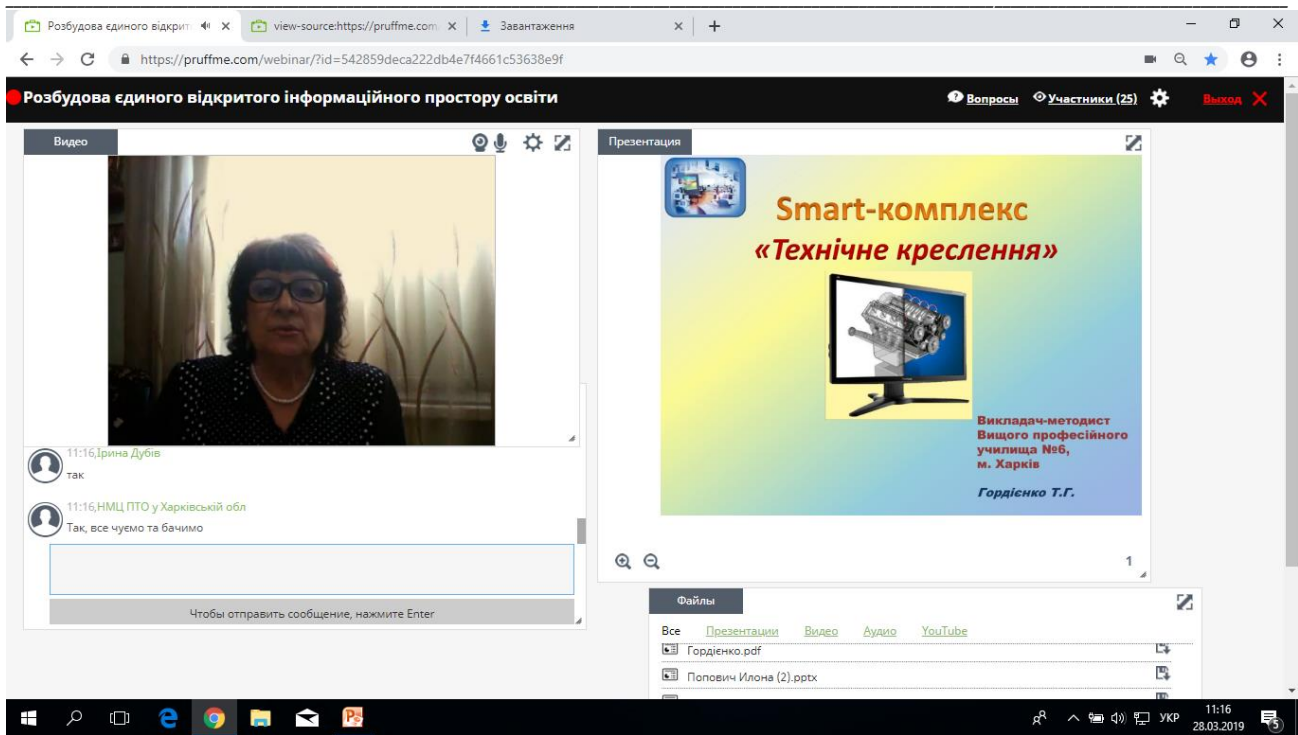 Розбудова єдиного відкрит
view-source:https://pruffme.com
Завантаження
https://pruffme.com/webinar/?id=542859deca222db4e7f4661c53638e9f
Розбудова єдиного відкритого інформаційного простору освіти
Вопросы
Участники (25)
Выход
Видео
Презентация
Smart-комплекс
«Технічне креслення»
Викладач-методист
Вищого професійного
училища №6,
м. Харків
Гордієнко Т.Г.
1
11:16,Ірина Дубів
так
11:16,НМЦ ПТО у Харківській обл
Так, все чуємо та бачимо
Чтобы отправить сообщение, нажмите Enter
Файлы
Все Презентации Видео Аудио YouTube
Гордієнко.pdf
Попович Илона (2).pptx
УКР
11:16
28.03.2019
5